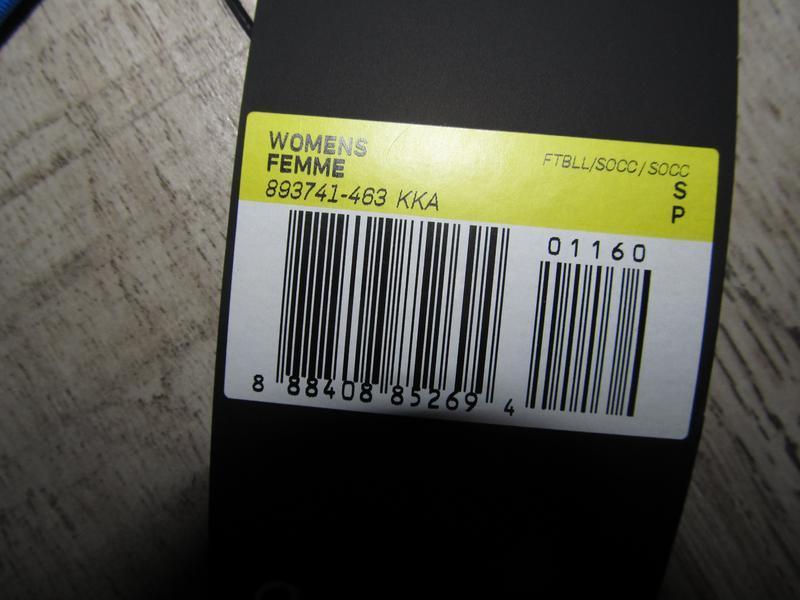 WOMENS
FEMME
893741-463 KKA
FTBLL/SOCC/SOCC
S
P
01160
8 88408 85269 4